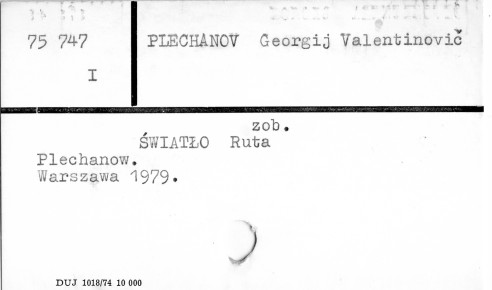 75 747
I
PLECHANOV Georgij Valentinovič
zob.
ŚWIATŁO Ruta
Plechanow.
Warszawa 1979.
DUJ 1018/74 10 000